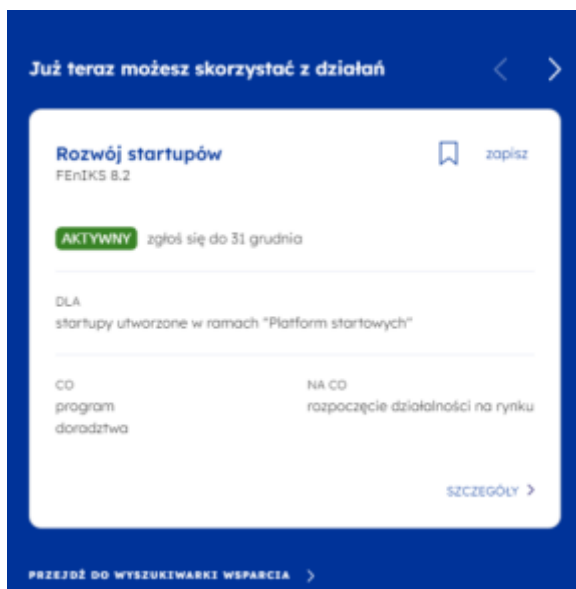 Już teraz możesz skorzystać z działań
Rozwój startupów
zapisz
FEnIKS 8.2
AKTYWNY zgłoś się do 31 grudnia
DLA
startupy utworzone w ramach "Platform startowych"
CO
program
doradztwa
NA CO
rozpoczęcie działalności na rynku
SZCZEGÓŁY
PRZEJDŹ DO WYSZUKIWARKI WSPARCIA